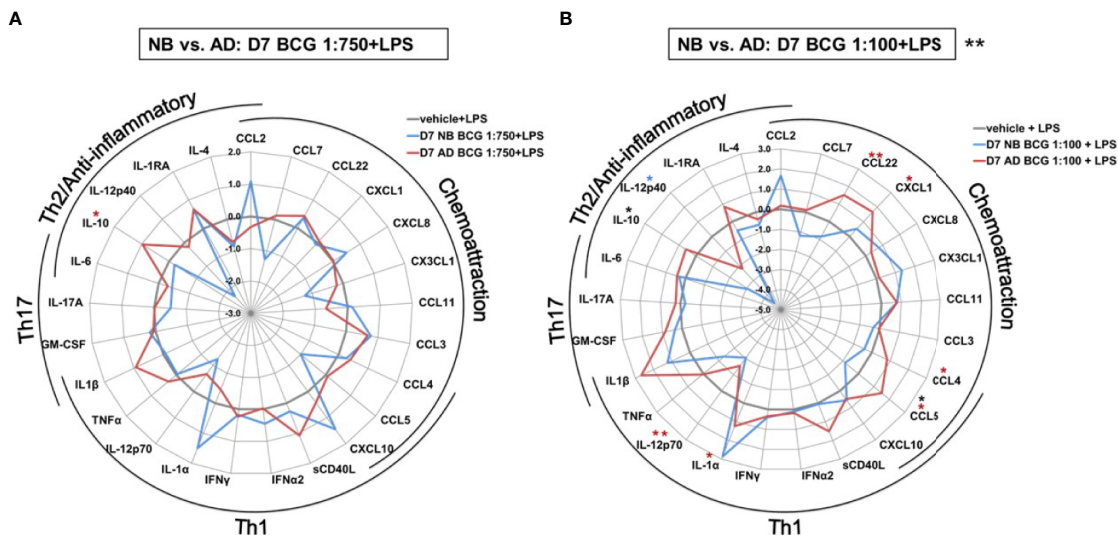 A
NB vs. AD: D7 BCG 1:750+LPS
vehicle+LPS
D7 NB BCG 1:750+LPS
D7 AD BCG 1:750+LPS
Th2/Anti-inflammatory
Chemoattraction
Th17
Th1
CCL2
CCL7
CCL22
CXCL1
CXCL8
CX3CL1
CCL11
CCL3
CCL4
CCL5
CXCL10
sCD40L
IFNα2
IFNγ
IL-1α
IL-12p70
TNFα
IL1β
GM-CSF
IL-17A
IL-6
*
IL-10
IL-12p40
IL-1RA
IL-4
2.0
1.0
0.0
-1.0
-2.0
-3.0
B
NB vs. AD: D7 BCG 1:100+LPS **
vehicle + LPS
D7 NB BCG 1:100 + LPS
D7 AD BCG 1:100 + LPS
Th2/Anti-inflammatory
Chemoattraction
Th17
Th1
CCL2
CCL7
**
CCL22
*
CXCL1
CXCL8
CX3CL1
CCL11
CCL3
*
CCL4
*
*
CCL5
CXCL10
sCD40L
IFNα2
IFNγ
*
IL-1α
**
IL-12p70
TNFα
IL1β
GM-CSF
IL-17A
IL-6
*
IL-10
*
IL-12p40
IL-1RA
IL-4
3.0
2.0
1.0
0.0
-1.0
-2.0
-3.0
-4.0
-5.0